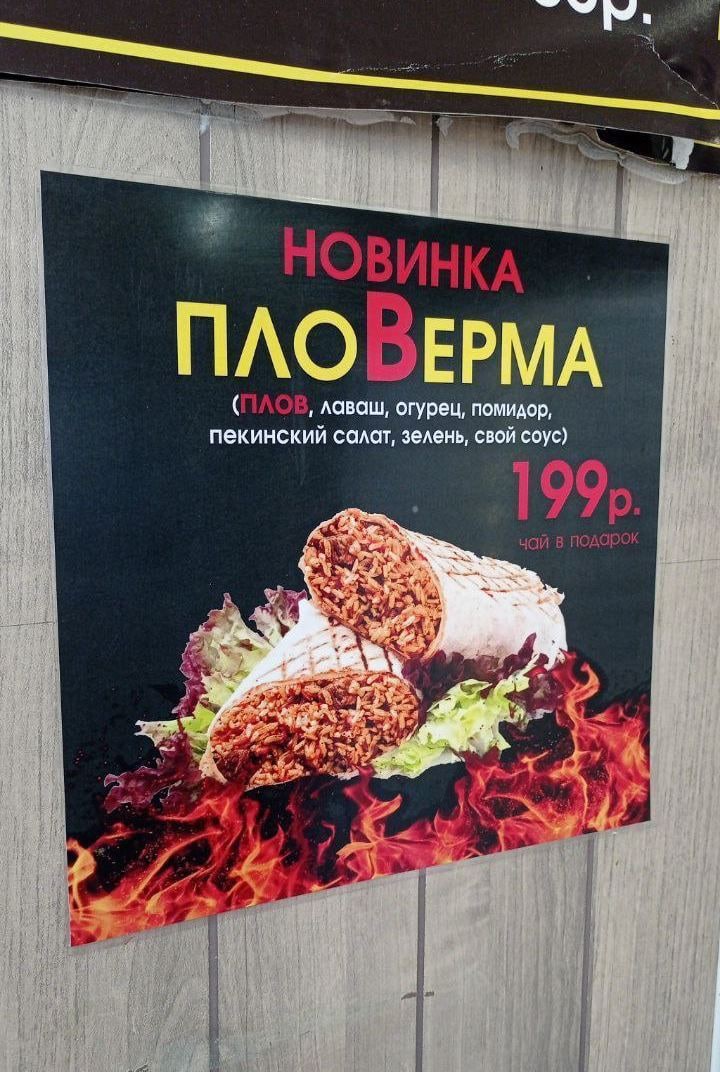 НОВИНКА
ПЛОВЕРМА
(ПЛОВ, лаваш, огурец, помидор,
пекинский салат, зелень, свой соус)
199р.
чай в подарок